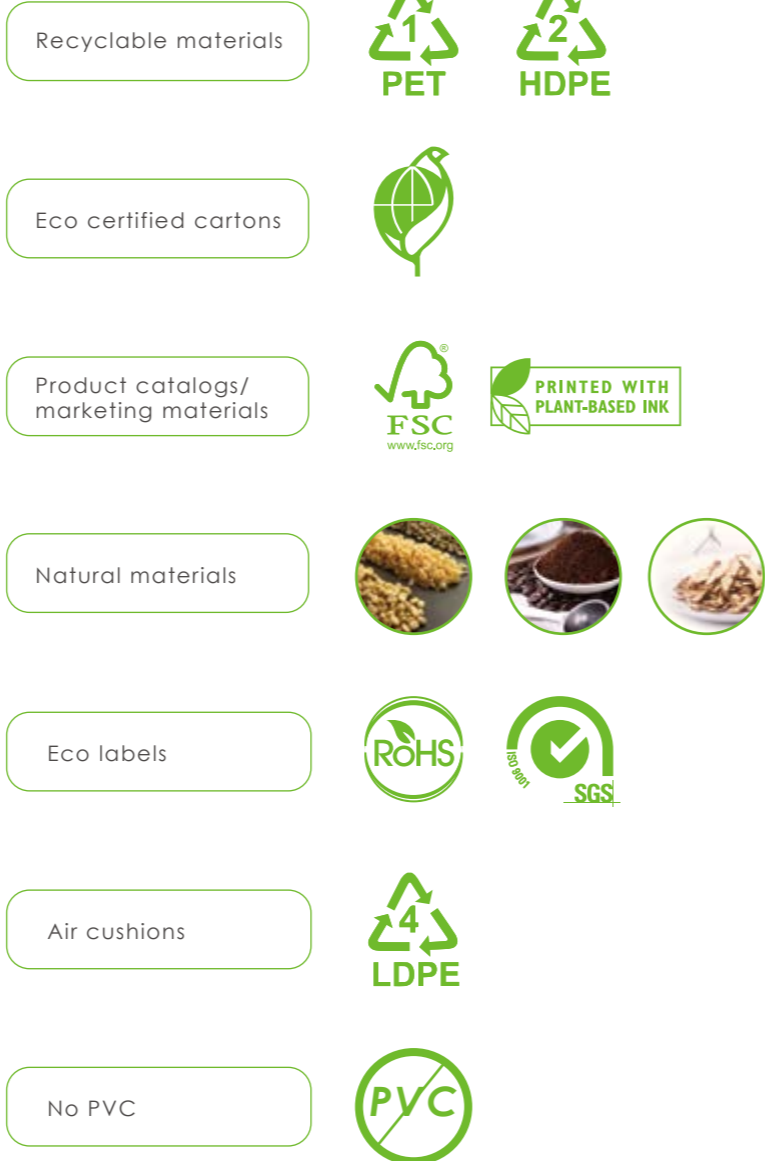 Recyclable materials
1
PET
2
HDPE
Eco certified cartons
Product catalogs/
marketing materials
®
FSC
www.fsc.org
PRINTED WITH
PLANT-BASED INK
Natural materials
Eco labels
RoHS
ISO 9001
SGS
Air cushions
4
LDPE
No PVC
PVC